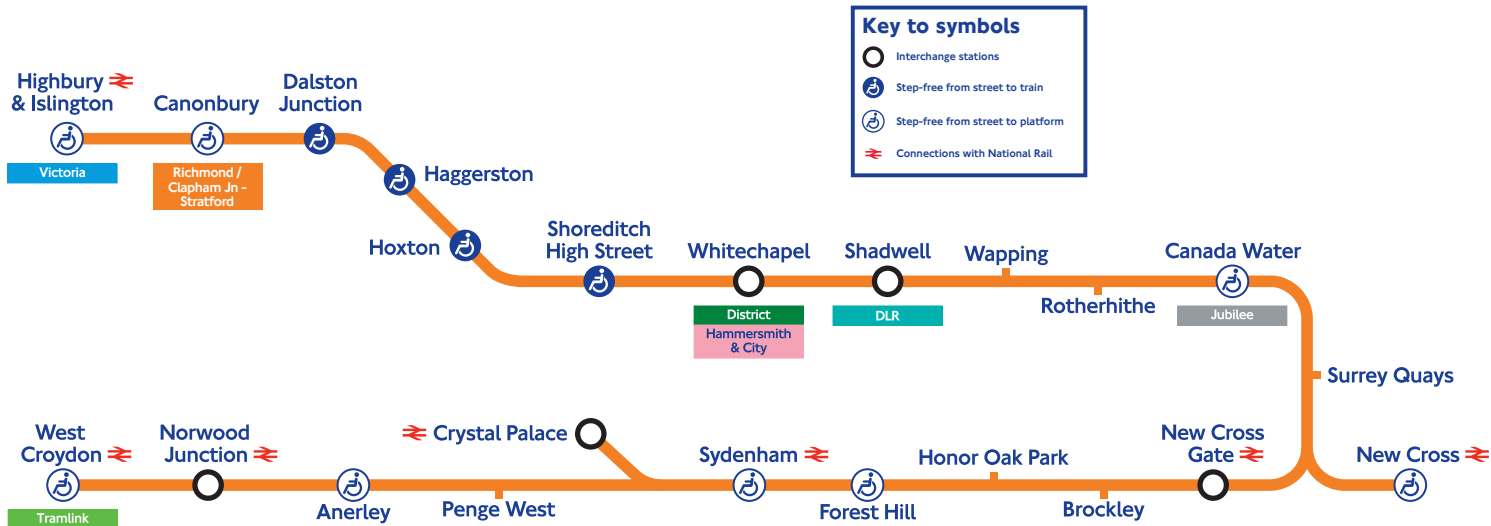 Key to symbols
Interchange stations
Step-free from street to train
Step-free from street to platform
Connections with National Rail
Highbury
& Islington
Victoria
Canonbury
Richmond /
Clapham Jn -
Stratford
Dalston
Junction
Haggerston
Hoxton
Shoreditch
High Street
Whitechapel
District
Hammersmith
& City
Shadwell
DLR
Wapping
Rotherhithe
Canada Water
Jubilee
Surrey Quays
West
Croydon
Tramlink
Norwood
Junction
Anerley
Penge West
Crystal Palace
Sydenham
Forest Hill
Honor Oak Park
Brockley
New Cross
Gate
New Cross